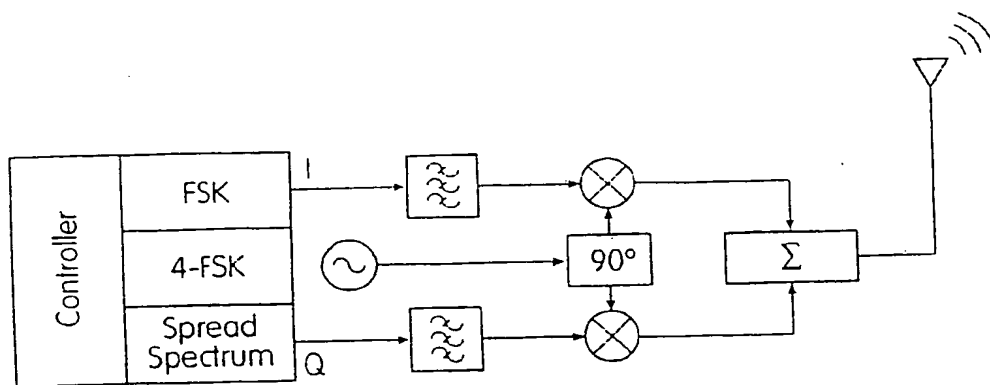 Controller
FSK
4-FSK
Spread
Spectrum
I
Q
90°
Σ